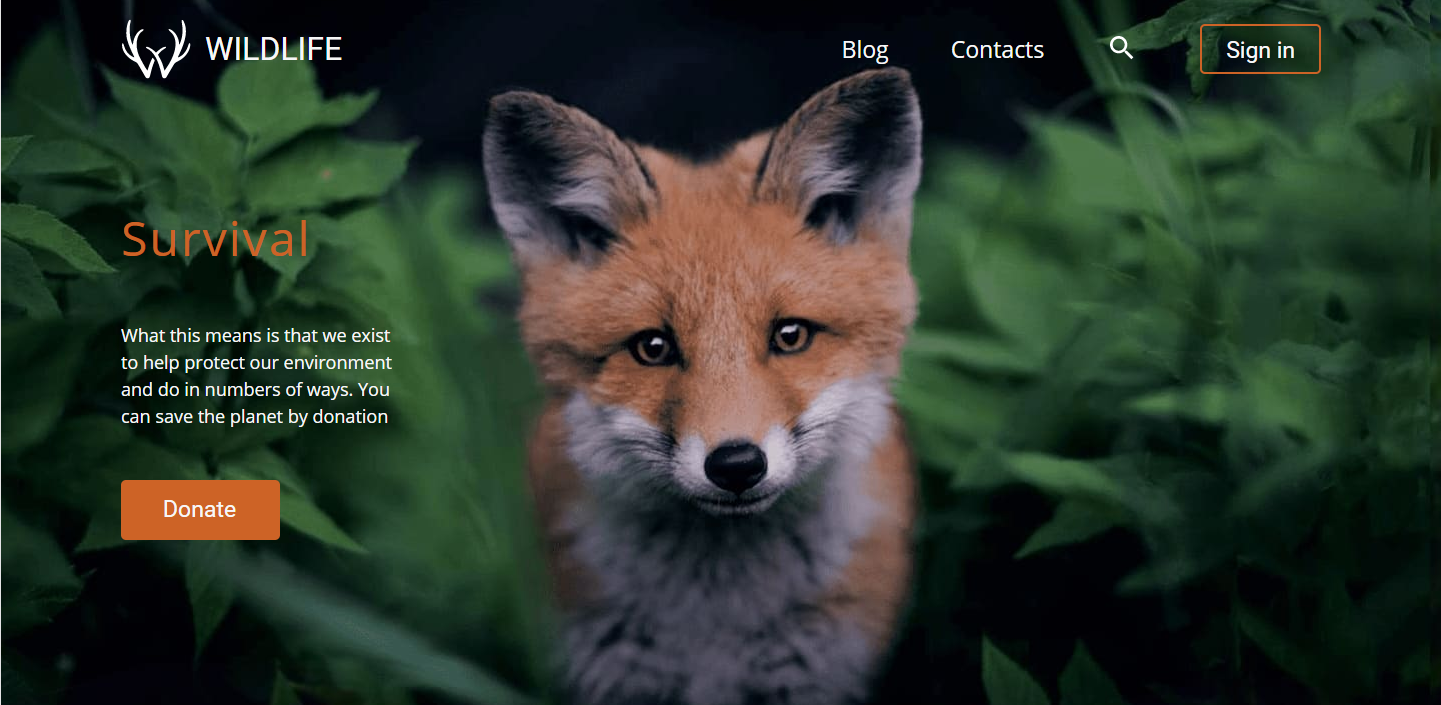 WILDLIFE
Blog
Contacts
Sign in
Survival
What this means is that we exist
to help protect our environment
and do in numbers of ways. You
can save the planet by donation
Donate